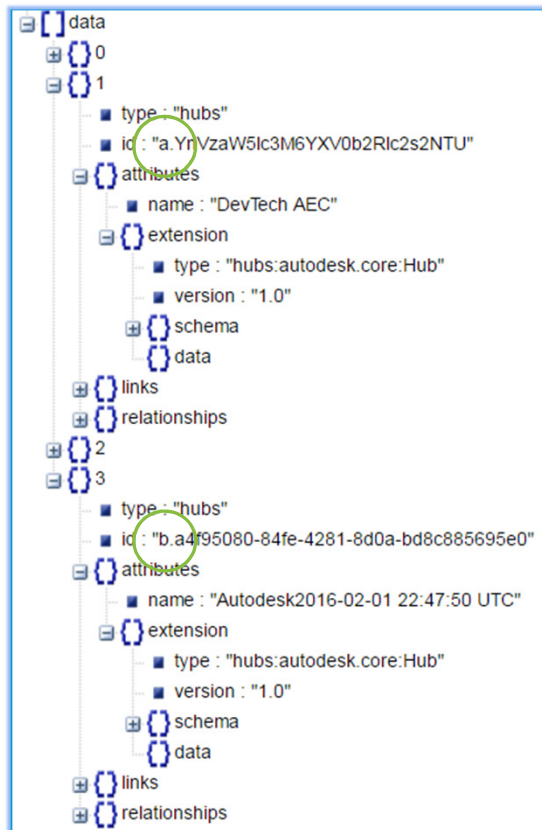 [ ] data
{ } 0
{ } 1
type : "hubs"
id : "a.YnVzaW5lc3M6YXV0b2Rlc2s2NTU"
{ } attributes
name : "DevTech AEC"
{ } extension
type : "hubs:autodesk.core:Hub"
version : "1.0"
{ } schema
{ } data
{ } links
{ } relationships
{ } 2
{ } 3
type : "hubs"
id : "b.a4f95080-84fe-4281-8d0a-bd8c885695e0"
{ } attributes
name : "Autodesk2016-02-01 22:47:50 UTC"
{ } extension
type : "hubs:autodesk.core:Hub"
version : "1.0"
{ } schema
{ } data
{ } links
{ } relationships